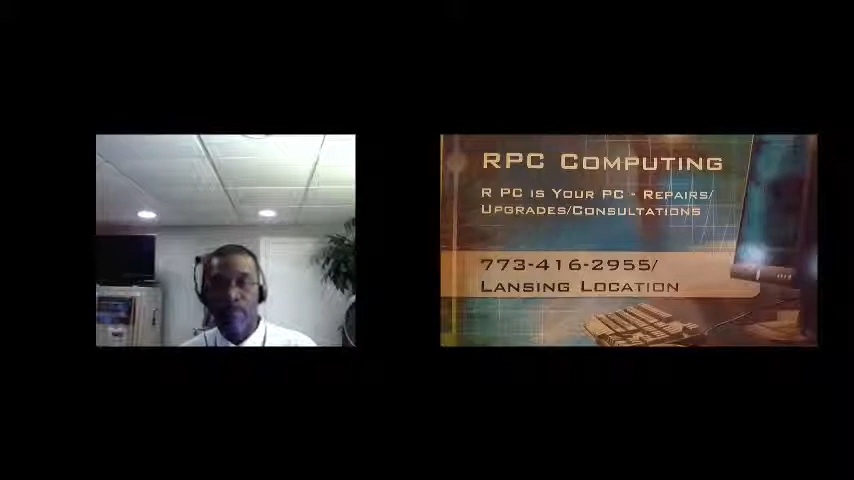 RPC COMPUTING
R PC IS YOUR PC - REPAIRS/
UPGRADES/CONSULTATIONS
773-416-2955/
LANSING LOCATION